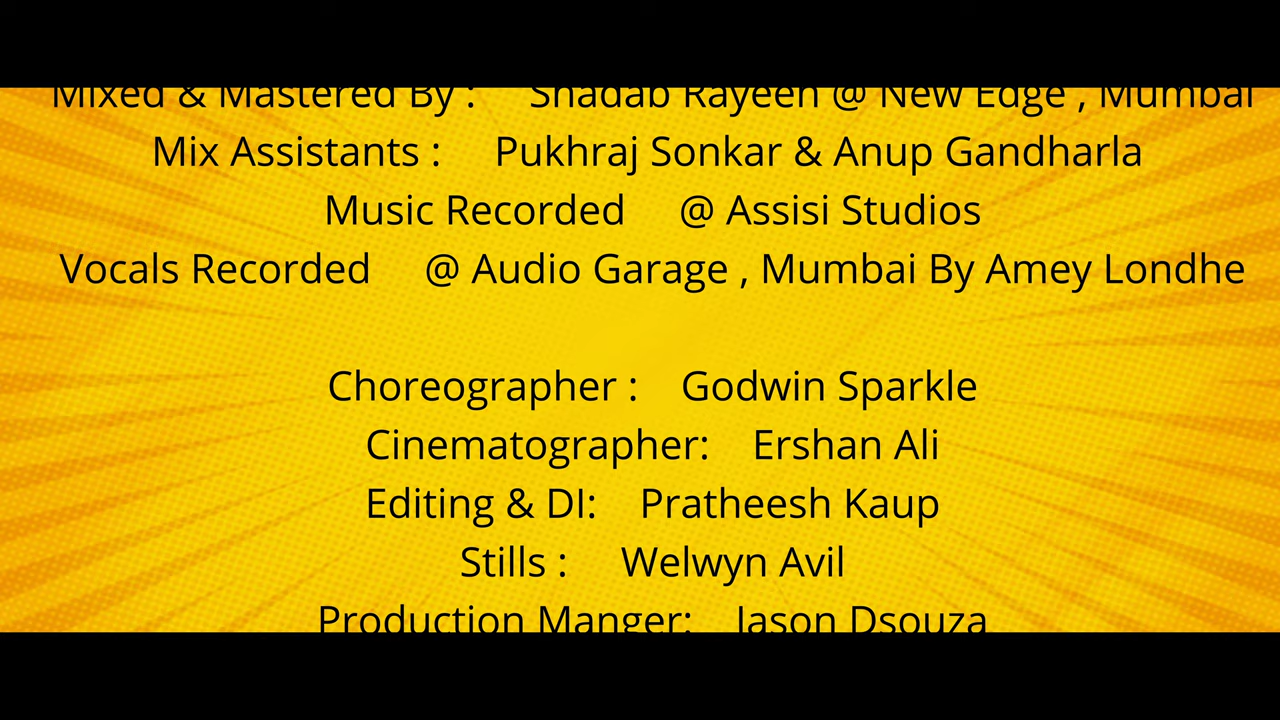 Mixed & Mastered By : Shadab Rayeen @ New Edge , Mumbai
Mix Assistants : Pukhraj Sonkar & Anup Gandharla
Music Recorded @ Assisi Studios
Vocals Recorded @ Audio Garage , Mumbai By Amey Londhe
Choreographer : Godwin Sparkle
Cinematographer: Ershan Ali
Editing & DI: Pratheesh Kaup
Stills : Welwyn Avil
Production Manger: Jason Dsouza